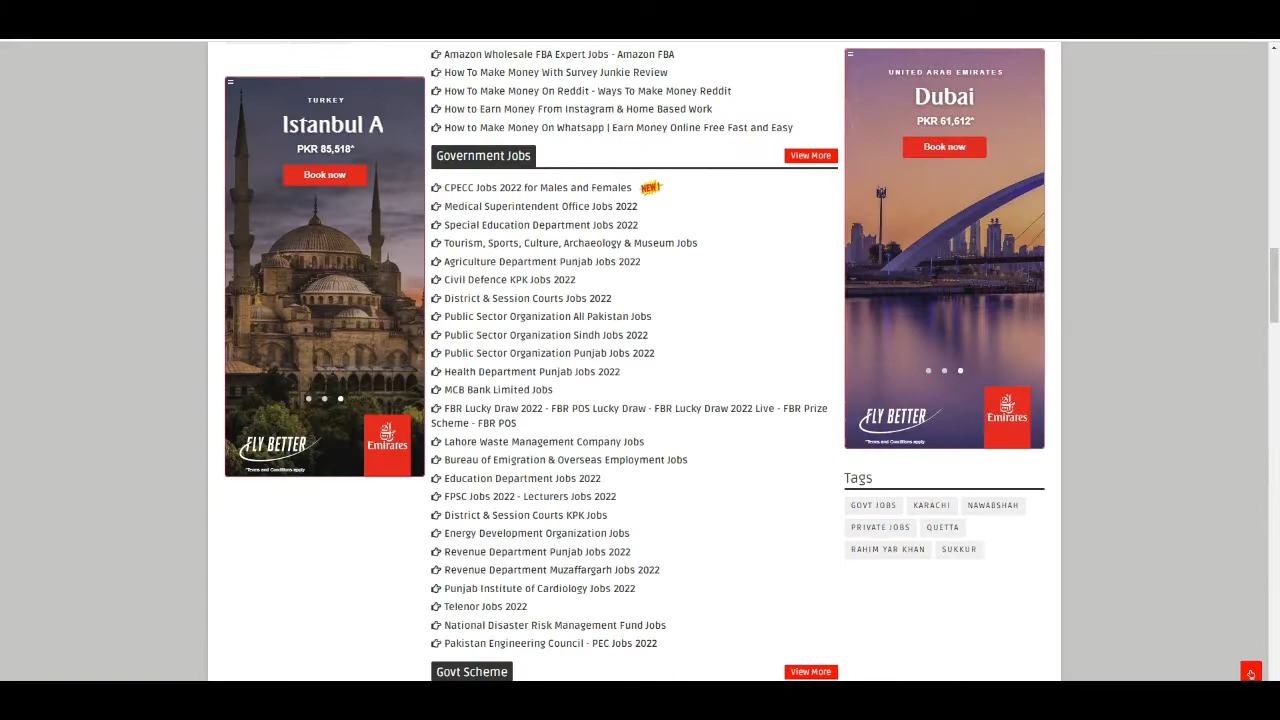 Amazon Wholesale FBA Expert Jobs - Amazon FBA
How To Make Money With Survey Junkie Review
How To Make Money On Reddit - Ways To Make Money Reddit
How to Earn Money From Instagram & Home Based Work
How to Make Money On Whatsapp | Earn Money Online Free Fast and Easy
Government Jobs
View More
CPECC Jobs 2022 for Males and Females NEW!
Medical Superintendent Office Jobs 2022
Special Education Department Jobs 2022
Tourism, Sports, Culture, Archaeology & Museum Jobs
Agriculture Department Punjab Jobs 2022
Civil Defence KPK Jobs 2022
District & Session Courts Jobs 2022
Public Sector Organization All Pakistan Jobs
Public Sector Organization Sindh Jobs 2022
Public Sector Organization Punjab Jobs 2022
Health Department Punjab Jobs 2022
MCB Bank Limited Jobs
FBR Lucky Draw 2022 - FBR POS Lucky Draw - FBR Lucky Draw 2022 Live - FBR Prize
Scheme - FBR POS
Lahore Waste Management Company Jobs
Bureau of Emigration & Overseas Employment Jobs
Education Department Jobs 2022
FPSC Jobs 2022 - Lecturers Jobs 2022
District & Session Courts KPK Jobs
Energy Development Organization Jobs
Revenue Department Punjab Jobs 2022
Revenue Department Muzaffargarh Jobs 2022
Punjab Institute of Cardiology Jobs 2022
Telenor Jobs 2022
National Disaster Risk Management Fund Jobs
Pakistan Engineering Council - PEC Jobs 2022
Govt Scheme
View More
TURKEY
Istanbul A
PKR 85,518*
Book now
FLY BETTER
Emirates
*Terms and Conditions apply
UNITED ARAB EMIRATES
Dubai
PKR 61,612*
Book now
FLY BETTER
Emirates
*Terms and Conditions apply
Tags
GOVT JOBS
KARACHI
NAWABSHAH
PRIVATE JOBS
QUETTA
RAHIM YAR KHAN
SUKKUR